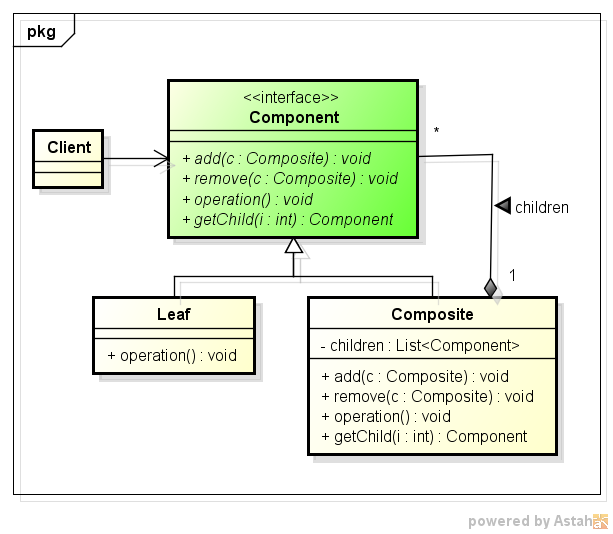 pkg
<<interface>>
Component
+ add(c : Composite) : void
+ remove(c : Composite) : void
+ operation() : void
+ getChild(i : int) : Component
Client
*
children
1
Leaf
+ operation() : void
Composite
- children : List<Component>
+ add(c : Composite) : void
+ remove(c : Composite) : void
+ operation() : void
+ getChild(i : int) : Component
powered by Astah